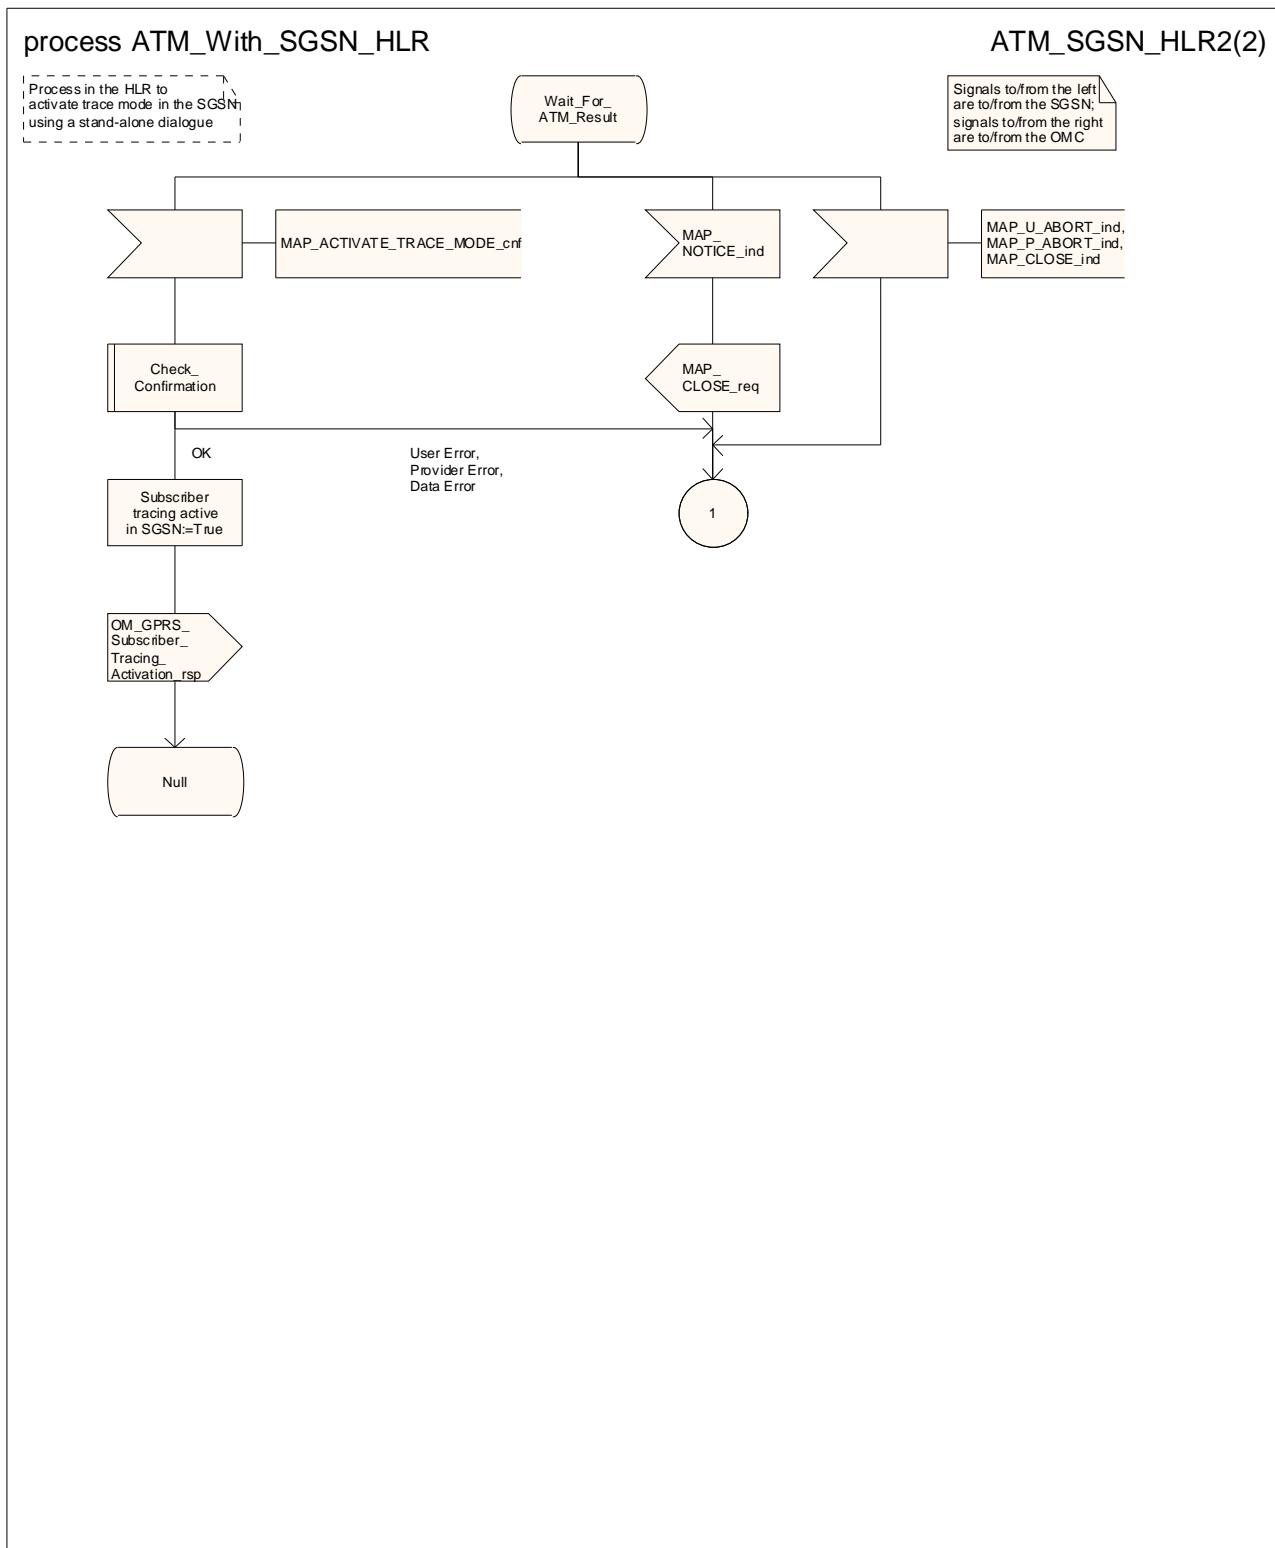 process ATM_With_SGSN_HLR
ATM_SGSN_HLR2(2)
Process in the HLR to
activate trace mode in the SGSN
using a stand-alone dialogue
Wait_For_
ATM_Result
Signals to/from the left
are to/from the SGSN;
signals to/from the right
are to/from the OMC
MAP_ACTIVATE_TRACE_MODE_cnf
MAP_
NOTICE_ind
MAP_U_ABORT_ind,
MAP_P_ABORT_ind,
MAP_CLOSE_ind
Check_
Confirmation
MAP_
CLOSE_req
OK
User Error,
Provider Error,
Data Error
Subscriber
tracing active
in SGSN:=True
1
OM_GPRS_
Subscriber_
Tracing_
Activation_rsp
Null